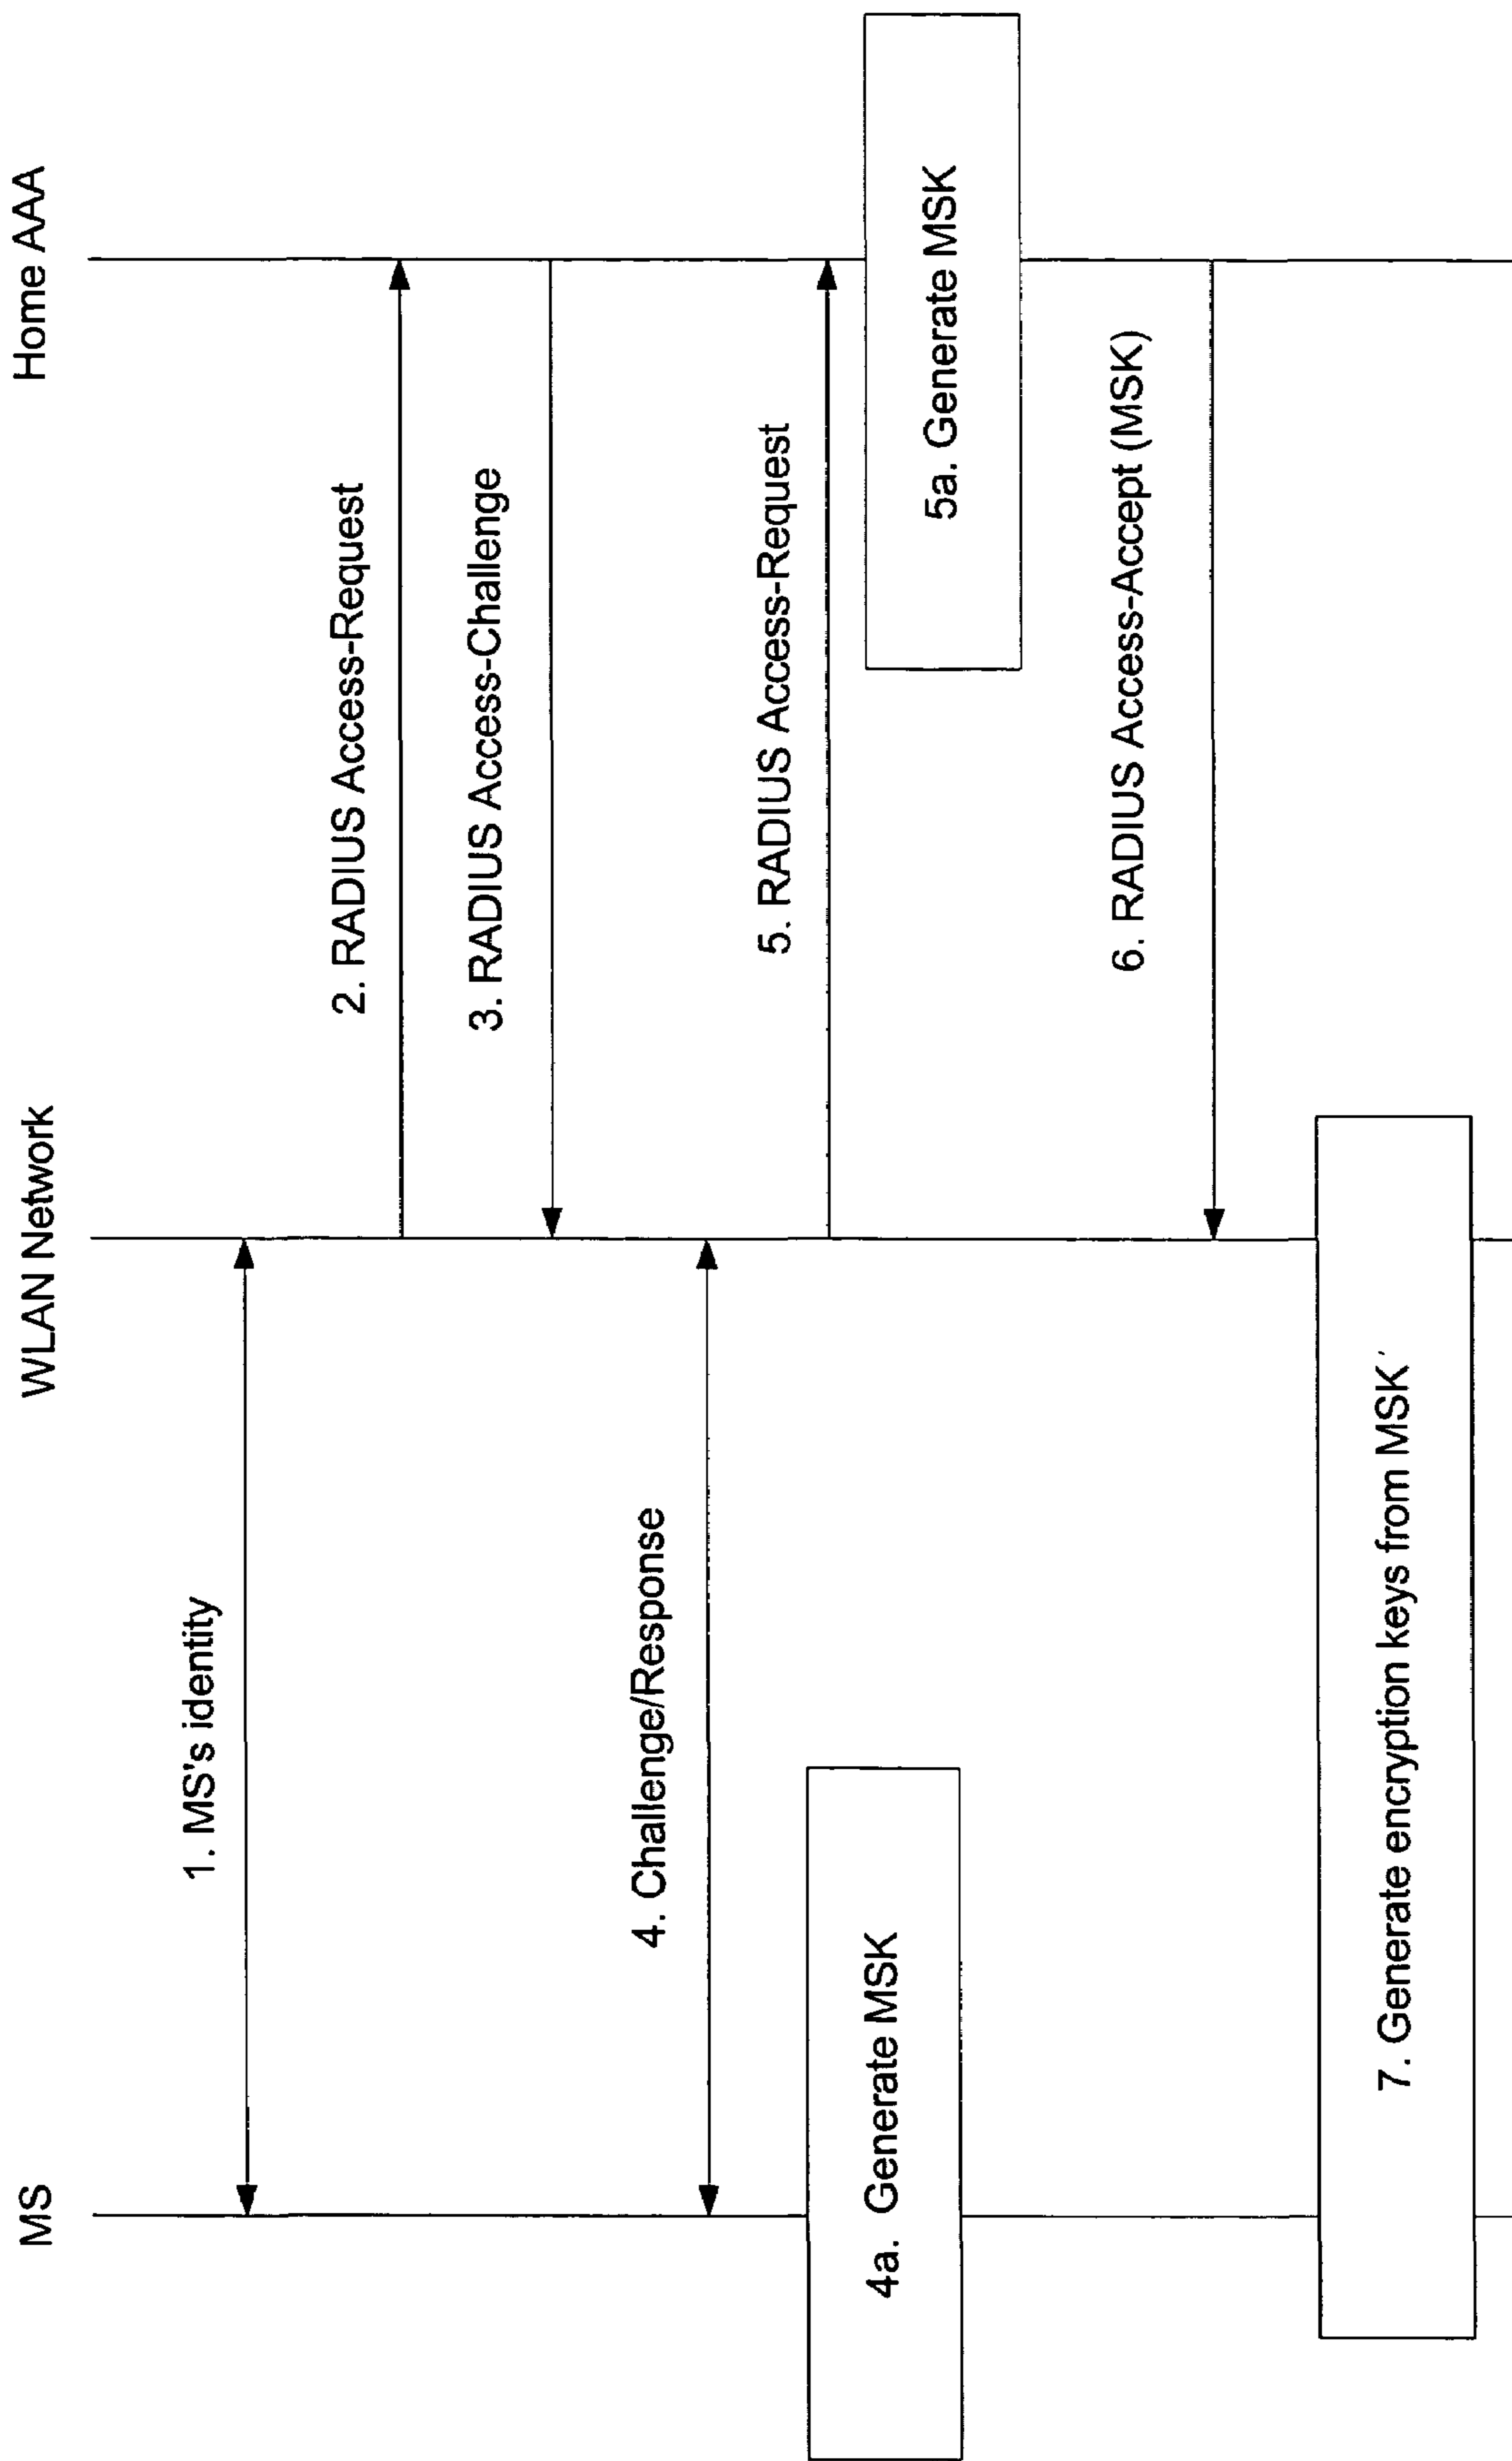 MS
WLAN Network
Home AAA
1. MS's identity
2. RADIUS Access-Request
3. RADIUS Access-Challenge
4. Challenge/Response
4a. Generate MSK
5. RADIUS Access-Request
5a. Generate MSK
6. RADIUS Access-Accept (MSK)
7. Generate encryption keys from MSK